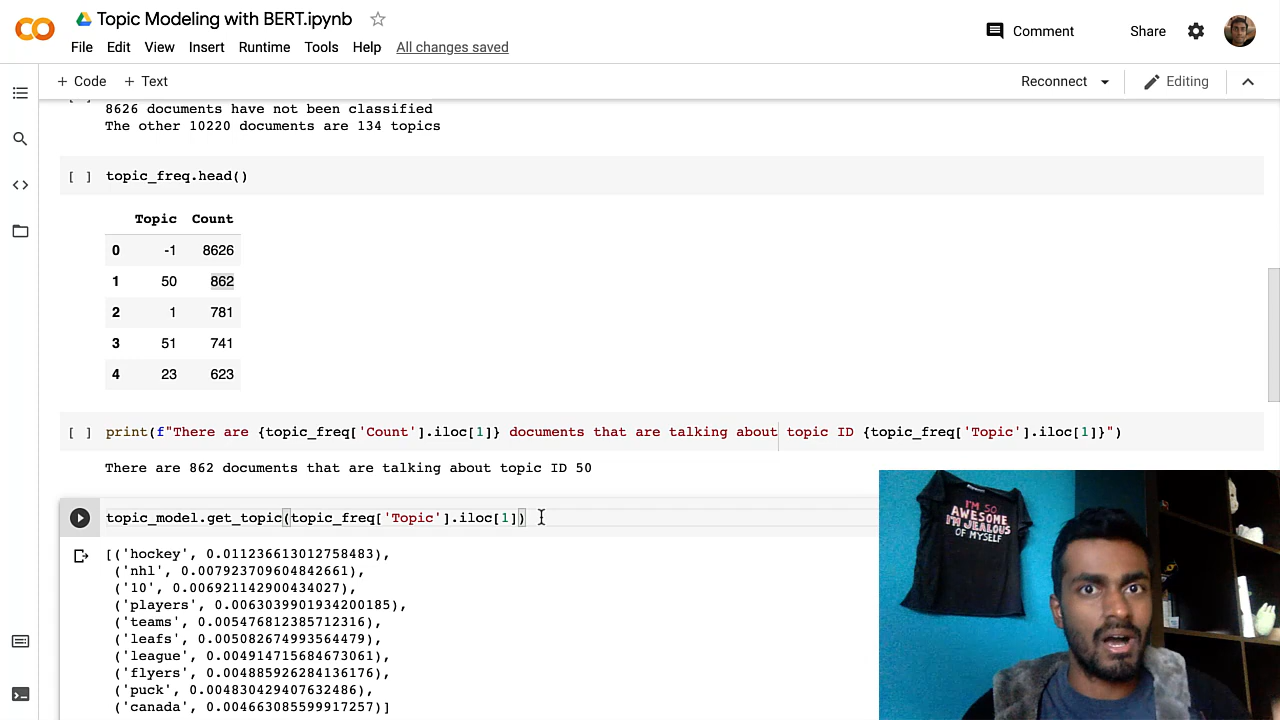 Topic Modeling with BERT.ipynb
File Edit View Insert Runtime Tools Help All changes saved
Comment Share
+ Code + Text
Reconnect Editing
8626 documents have not been classified
The other 10220 documents are 134 topics
[ ] topic_freq.head()
Topic Count
0 -1 8626
1 50 862
2 1 781
3 51 741
4 23 623
[ ] print(f"There are {topic_freq['Count'].iloc[1]} documents that are talking about topic ID {topic_freq['Topic'].iloc[1]}")
There are 862 documents that are talking about topic ID 50
topic_model.get_topic(topic_freq['Topic'].iloc[1])
[('hockey', 0.011236613012758483),
('nhl', 0.007923709604842661),
('10', 0.006921142900434027),
('players', 0.0063039901934200185),
('teams', 0.005476812385712316),
('leafs', 0.005082674993564479),
('league', 0.004914715684673061),
('flyers', 0.004885926284136176),
('puck', 0.004830429407632486),
('canada', 0.004663085599917257)]
I'M SO
AWESOME
I'M JEALOUS
OF MYSELF